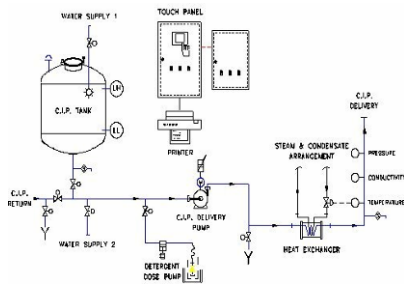 WATER SUPPLY 1
TOUCH PANEL
LH
C.I.P. TANK
LL
PRINTER
C.I.P.
DELIVERY
STEAM & CONDENSATE
ARRANGEMENT
PRESSURE
CONDUCTIVITY
TEMPERATURE
C.I.P.
RETURN
WATER SUPPLY 2
C.I.P. DELIVERY
PUMP
HEAT EXCHANGER
DETERGENT
DOSE PUMP